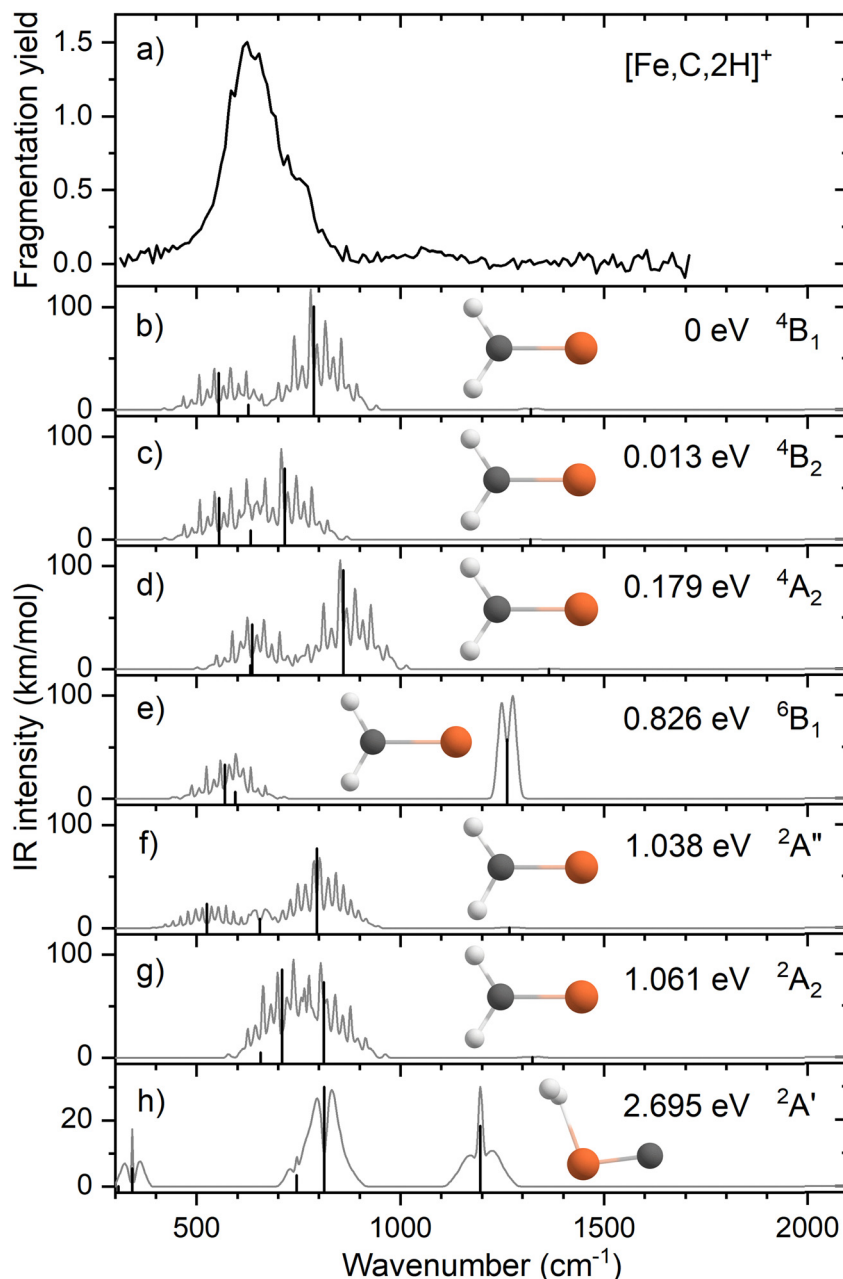 a)
[Fe,C,2H]⁺
Fragmentation yield
1.5
1.0
0.5
0.0
b)
0 eV ⁴B₁
100
0
c)
0.013 eV ⁴B₂
100
0
d)
0.179 eV ⁴A₂
100
0
e)
0.826 eV ⁶B₁
100
0
f)
1.038 eV ²A"
100
0
g)
1.061 eV ²A₂
100
0
h)
2.695 eV ²A'
20
0
IR intensity (km/mol)
500 1000 1500 2000
Wavenumber (cm⁻¹)